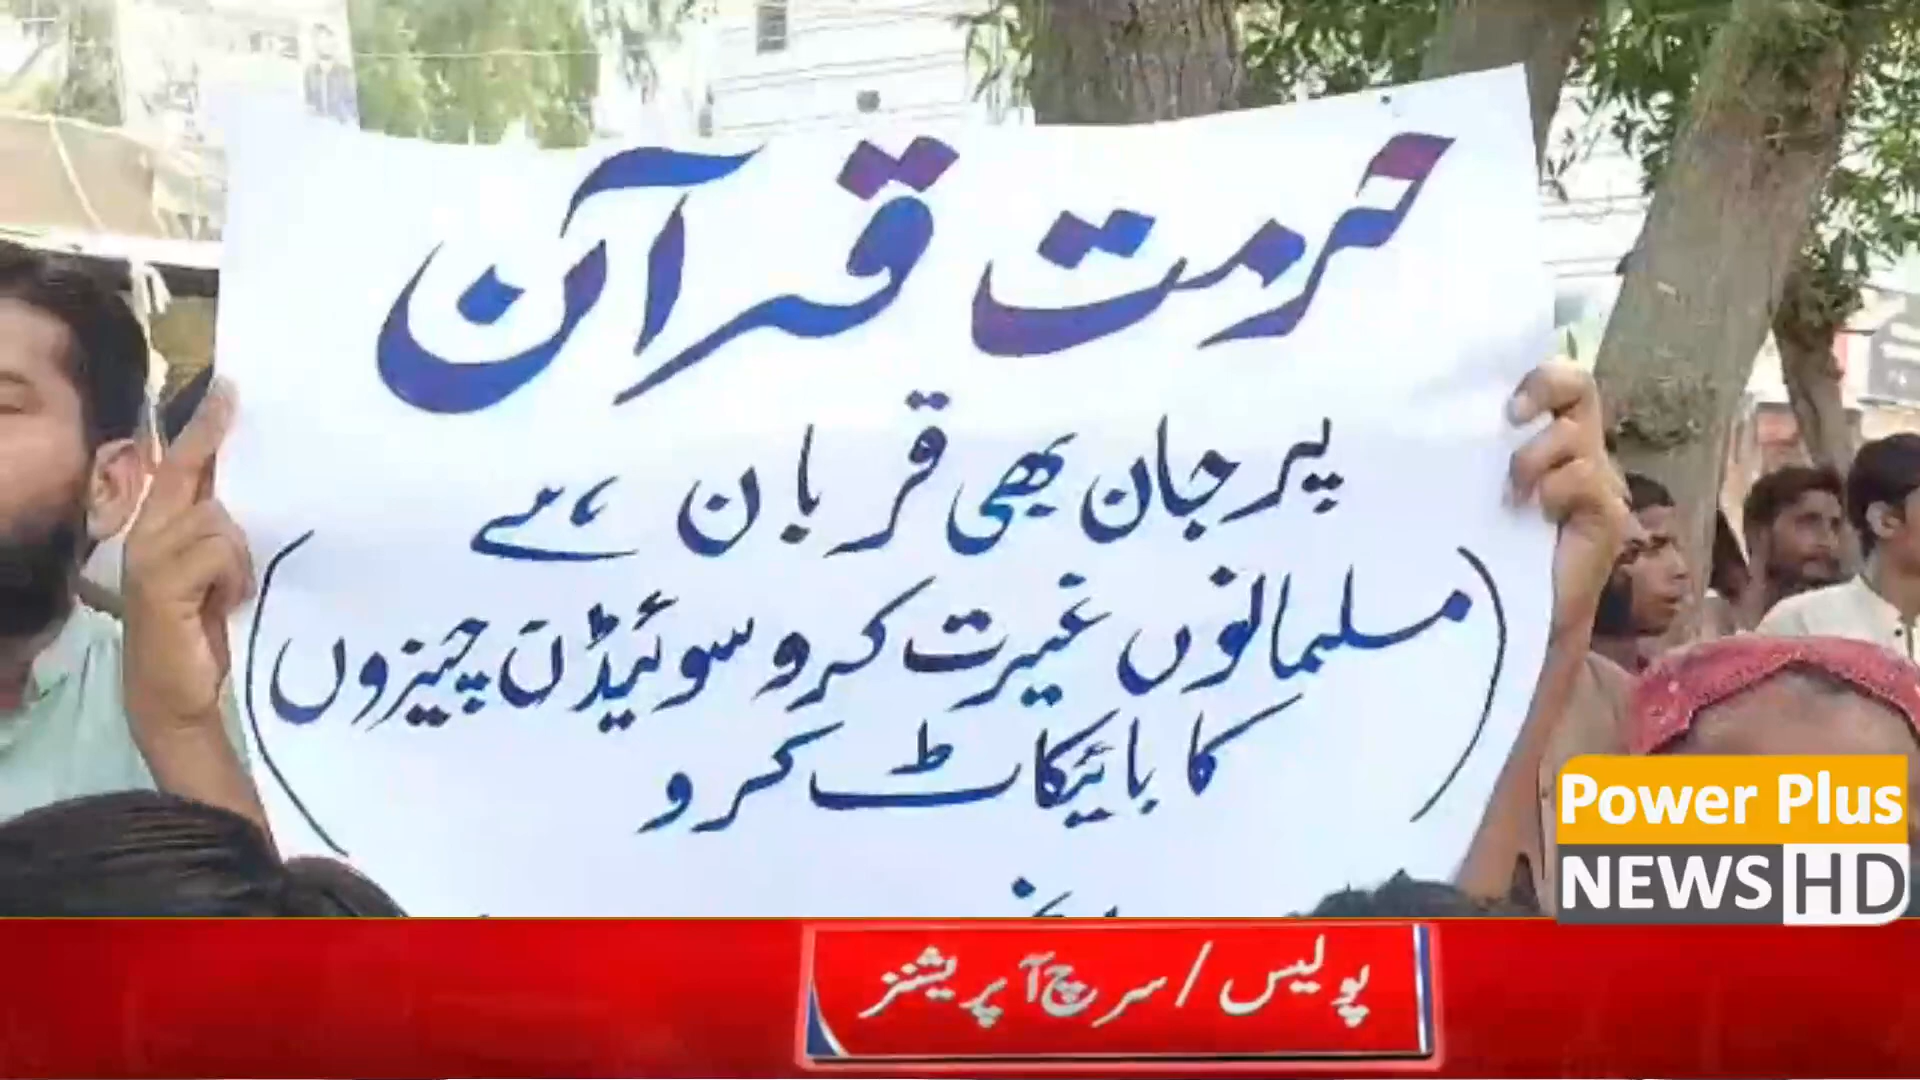 حرمت قرآن
پر جان بھی قربان ہے
(مسلمانوں غیرت کرو سوئیڈن چیزوں
کا بائیکاٹ کرو)
Power Plus
NEWS HD
پولیس/سرچ آپریشنز